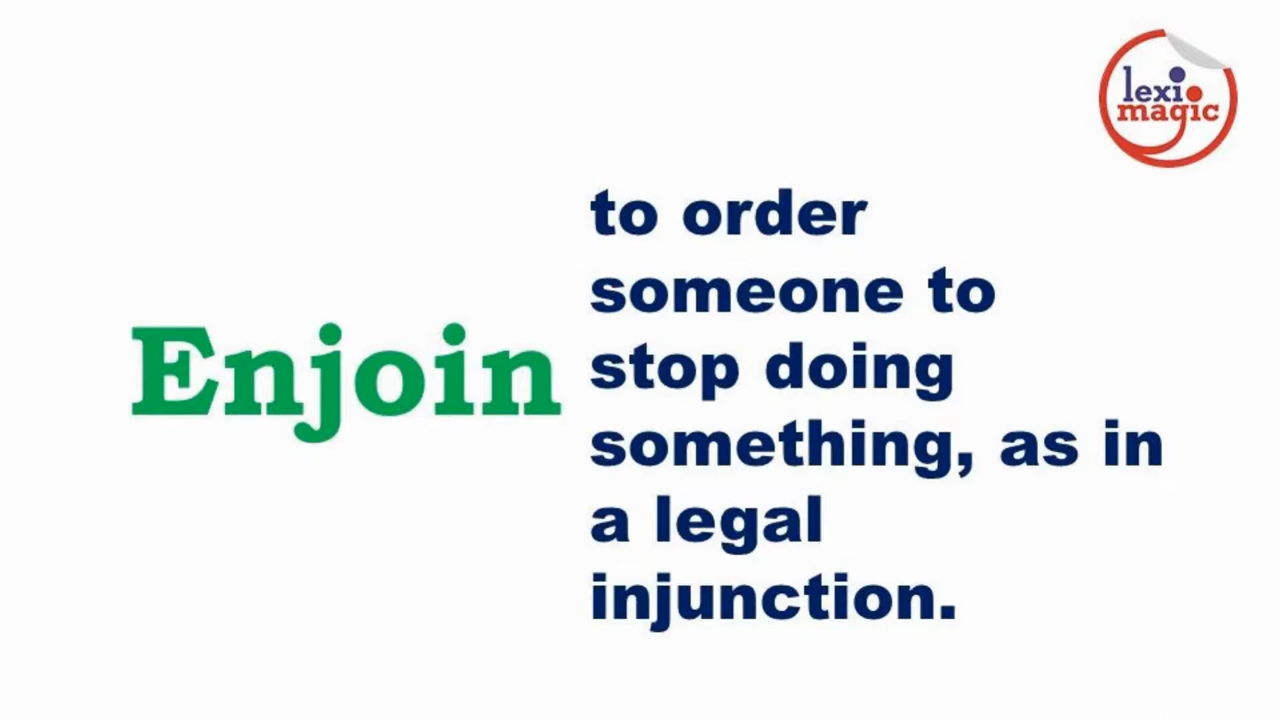 lexi
magic
Enjoin
to order
someone to
stop doing
something, as in
a legal
injunction.